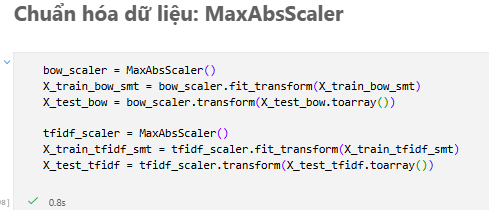 Chuẩn hóa dữ liệu: MaxAbsScaler
bow_scaler = MaxAbsScaler()
X_train_bow_smt = bow_scaler.fit_transform(X_train_bow_smt)
X_test_bow = bow_scaler.transform(X_test_bow.toarray())
tfidf_scaler = MaxAbsScaler()
X_train_tfidf_smt = tfidf_scaler.fit_transform(X_train_tfidf_smt)
X_test_tfidf = tfidf_scaler.transform(X_test_tfidf.toarray())
8] 0.8s